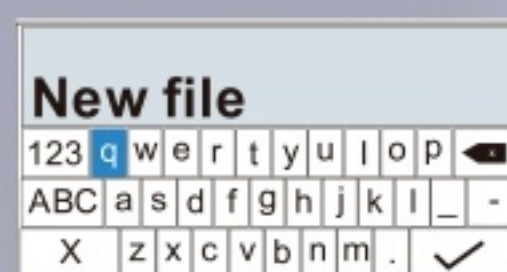 New file
123 q w e r t y u l o p x
ABC a s d f g h j k l _ -
X z x c v b n m .